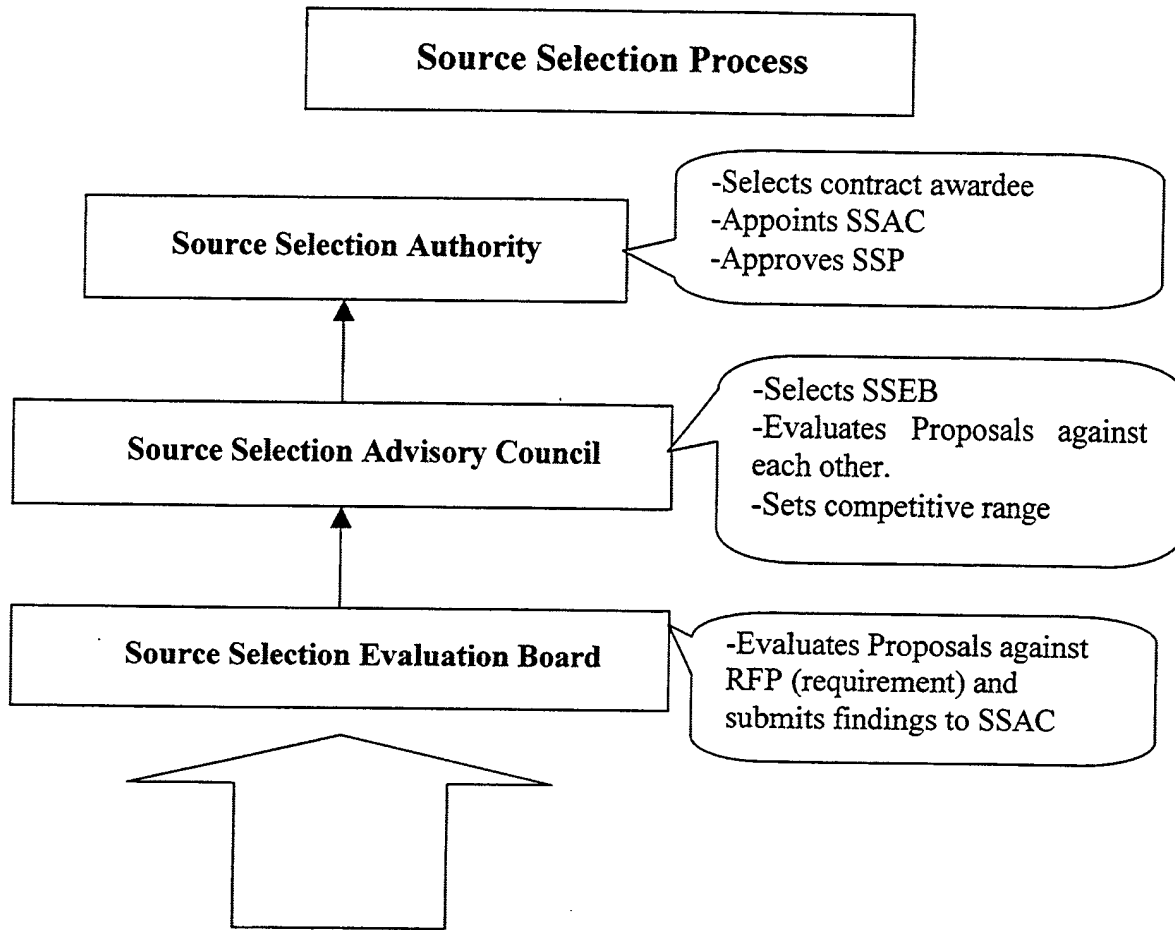 Source Selection Process
Source Selection Authority
-Selects contract awardee
-Appoints SSAC
-Approves SSP
Source Selection Advisory Council
-Selects SSEB
-Evaluates Proposals against
each other.
-Sets competitive range
Source Selection Evaluation Board
-Evaluates Proposals against
RFP (requirement) and
submits findings to SSAC